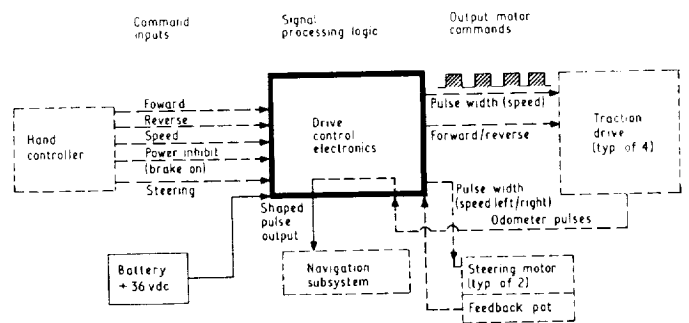 Command
inputs
Signal
processing logic
Output motor
commands
Hand
controller
Foward
Reverse
Speed
Power inhibit
(brake on)
Steering
Drive
control
electronics
Pulse width (speed)
Forward/reverse
Traction
drive
(typ of 4)
Shaped
pulse
output
Pulse width
(speed left/right)
Odometer pulses
Battery
+ 36 vdc
Navigation
subsystem
Steering motor
(typ of 2)
Feedback pot